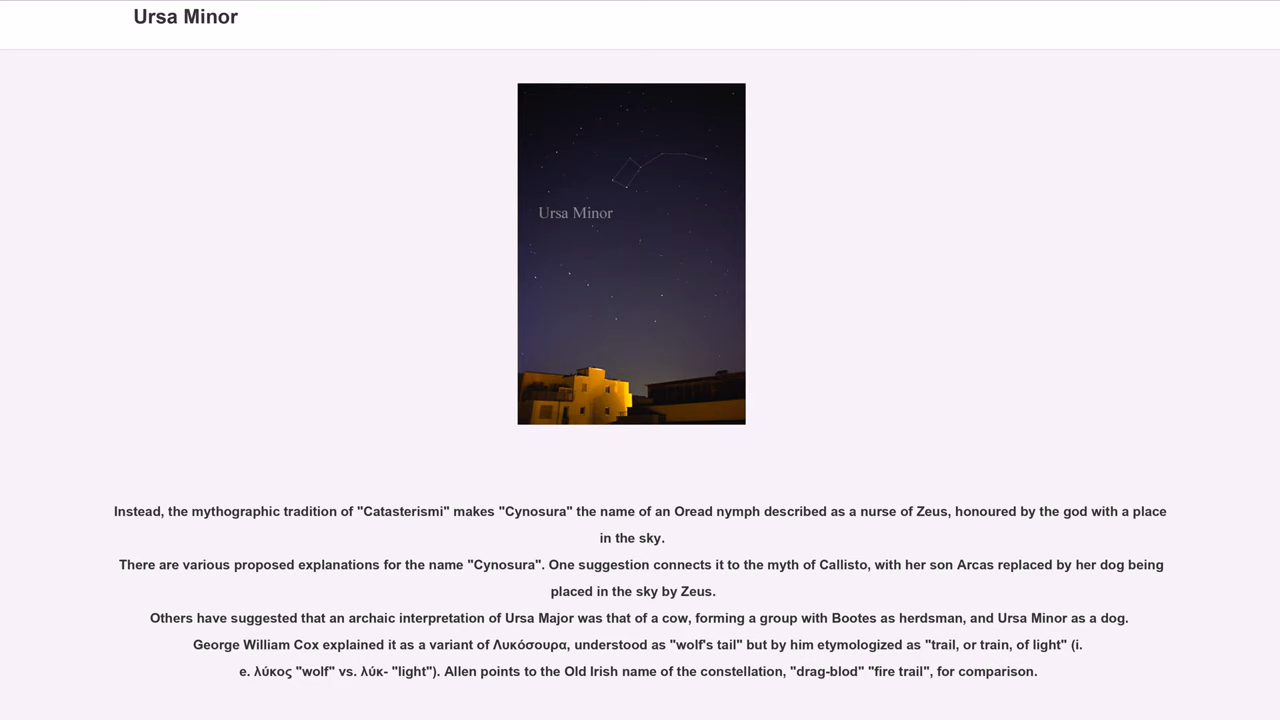 Ursa Minor
Ursa Minor
Instead, the mythographic tradition of "Catasterismi" makes "Cynosura" the name of an Oread nymph described as a nurse of Zeus, honoured by the god with a place
in the sky.
There are various proposed explanations for the name "Cynosura". One suggestion connects it to the myth of Callisto, with her son Arcas replaced by her dog being
placed in the sky by Zeus.
Others have suggested that an archaic interpretation of Ursa Major was that of a cow, forming a group with Bootes as herdsman, and Ursa Minor as a dog.
George William Cox explained it as a variant of Λυκόσουρα, understood as "wolf's tail" but by him etymologized as "trail, or train, of light" (i.
e. λύκος "wolf" vs. λύκ- "light"). Allen points to the Old Irish name of the constellation, "drag-blod" "fire trail", for comparison.